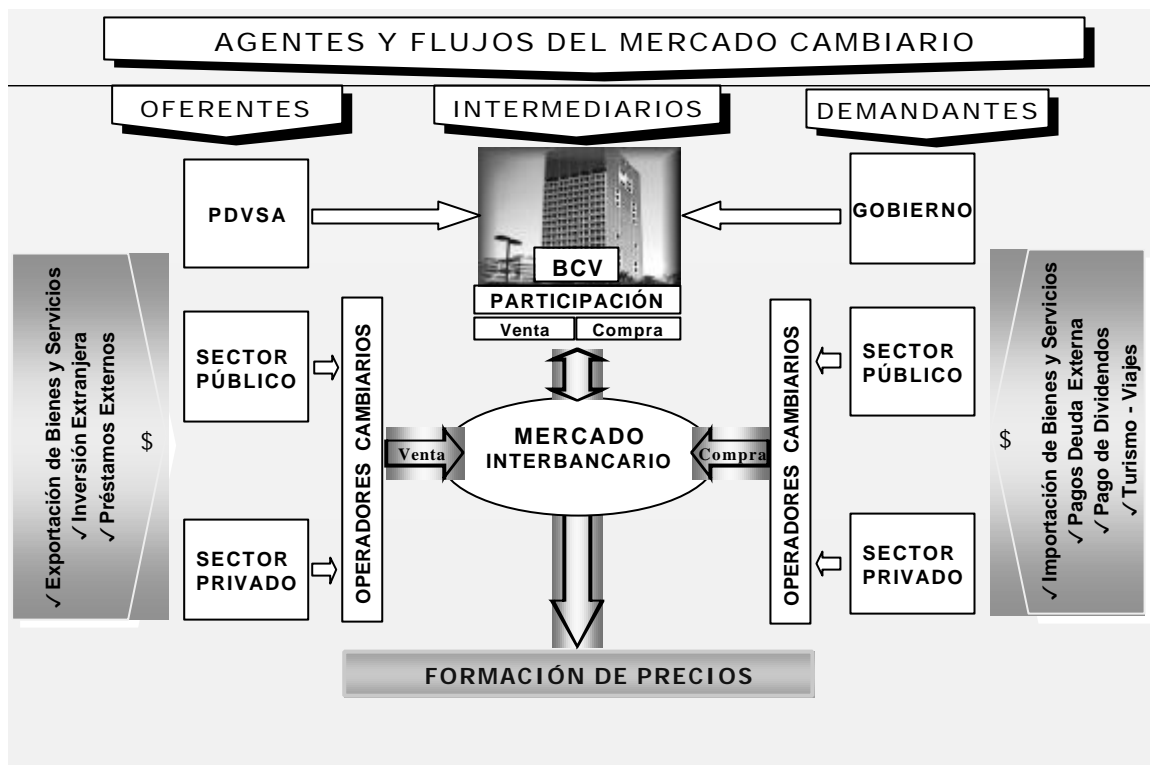 AGENTES Y FLUJOS DEL MERCADO CAMBIARIO
OFERENTES
INTERMEDIARIOS
DEMANDANTES
PDVSA
BCV
GOBIERNO
PARTICIPACIÓN
Venta
Compra
✓ Exportación de Bienes y Servicios
✓ Inversión Extranjera
✓ Préstamos Externos
$
SECTOR
PÚBLICO
SECTOR
PRIVADO
OPERADORES CAMBIARIOS
Venta
MERCADO
INTERBANCARIO
Compra
OPERADORES CAMBIARIOS
SECTOR
PÚBLICO
SECTOR
PRIVADO
$
✓ Importación de Bienes y Servicios
✓ Pagos Deuda Externa
✓ Pago de Dividendos
✓ Turismo - Viajes
FORMACIÓN DE PRECIOS